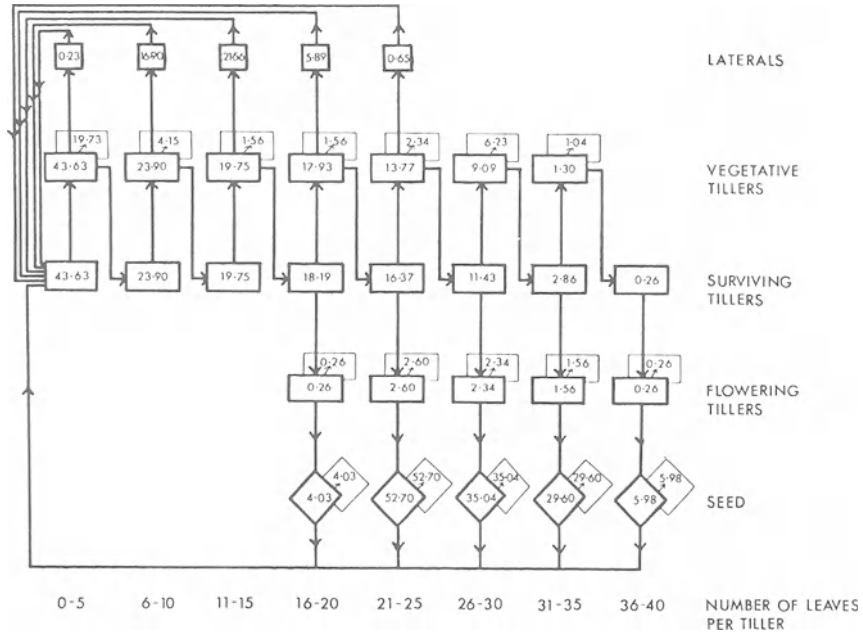 0·23 16·90 21·66 5·89 0·65 LATERALS
19·73 4·15 1·56 1·56 2·34 6·23 1·04
43·63 23·90 19·75 17·93 13·77 9·09 1·30 VEGETATIVE
TILLERS
43·63 23·90 19·75 18·19 16·37 11·43 2·86 0·26 SURVIVING
TILLERS
0·26 2·60 2·34 1·56 0·26
0·26 2·60 2·34 1·56 0·26 FLOWERING
TILLERS
4·03 52·70 35·04 29·60 5·98
4·03 52·70 35·04 29·60 5·98 SEED
0-5 6-10 11-15 16-20 21-25 26-30 31-35 36-40 NUMBER OF LEAVES
PER TILLER